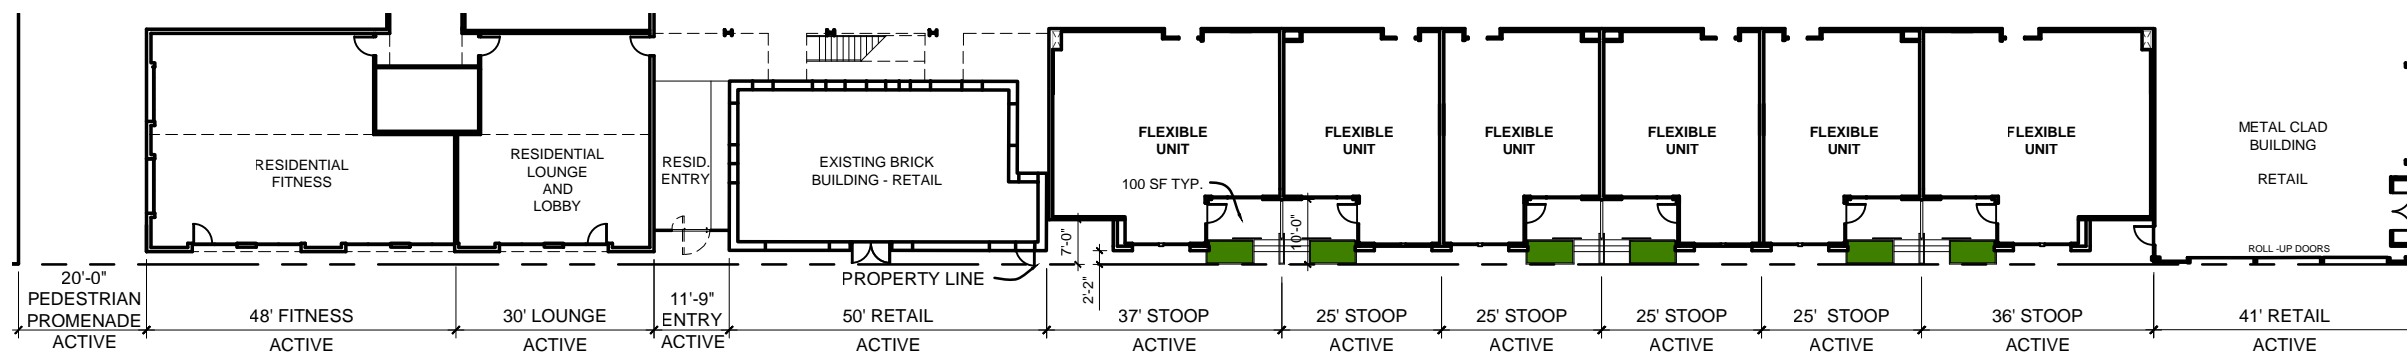 RESIDENTIAL
FITNESS
RESIDENTIAL
LOUNGE
AND
LOBBY
RESID.
ENTRY
EXISTING BRICK
BUILDING - RETAIL
FLEXIBLE
UNIT
FLEXIBLE
UNIT
FLEXIBLE
UNIT
FLEXIBLE
UNIT
FLEXIBLE
UNIT
FLEXIBLE
UNIT
METAL CLAD
BUILDING
RETAIL
100 SF TYP.
7'-0"
10'-0"
2'-2"
ROLL -UP DOORS
PROPERTY LINE
20'-0"
PEDESTRIAN
PROMENADE
ACTIVE
48' FITNESS
ACTIVE
30' LOUNGE
ACTIVE
11'-9"
ENTRY
ACTIVE
50' RETAIL
ACTIVE
37' STOOP
ACTIVE
25' STOOP
ACTIVE
25' STOOP
ACTIVE
25' STOOP
ACTIVE
25' STOOP
ACTIVE
36' STOOP
ACTIVE
41' RETAIL
ACTIVE